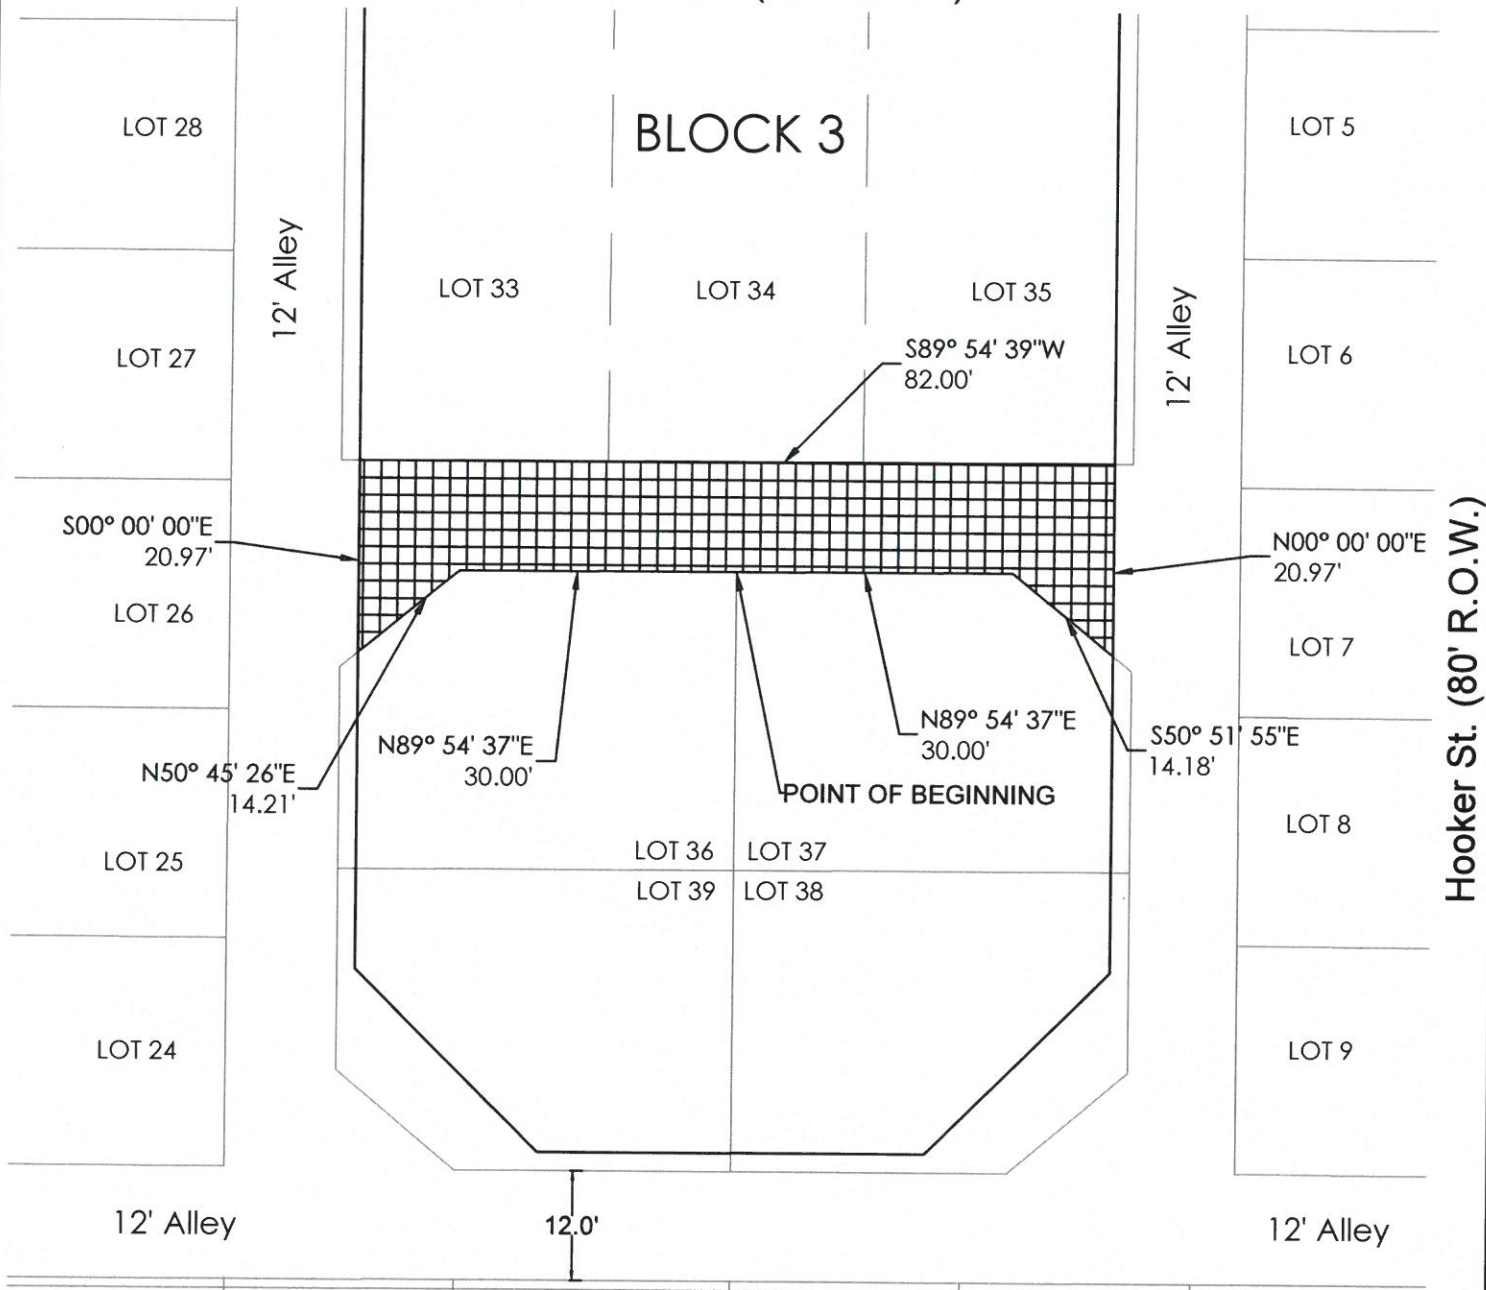 LOT 28
BLOCK 3
LOT 5
12' Alley
LOT 33
LOT 34
LOT 35
12' Alley
LOT 27
S89° 54' 39"W
82.00'
LOT 6
S00° 00' 00"E
20.97'
N00° 00' 00"E
20.97'
LOT 26
LOT 7
Hooker St. (80' R.O.W.)
N89° 54' 37"E
30.00'
N89° 54' 37"E
30.00'
S50° 51' 55"E
14.18'
N50° 45' 26"E
14.21'
POINT OF BEGINNING
LOT 25
LOT 36
LOT 37
LOT 8
LOT 39
LOT 38
LOT 24
LOT 9
12' Alley
12.0'
12' Alley